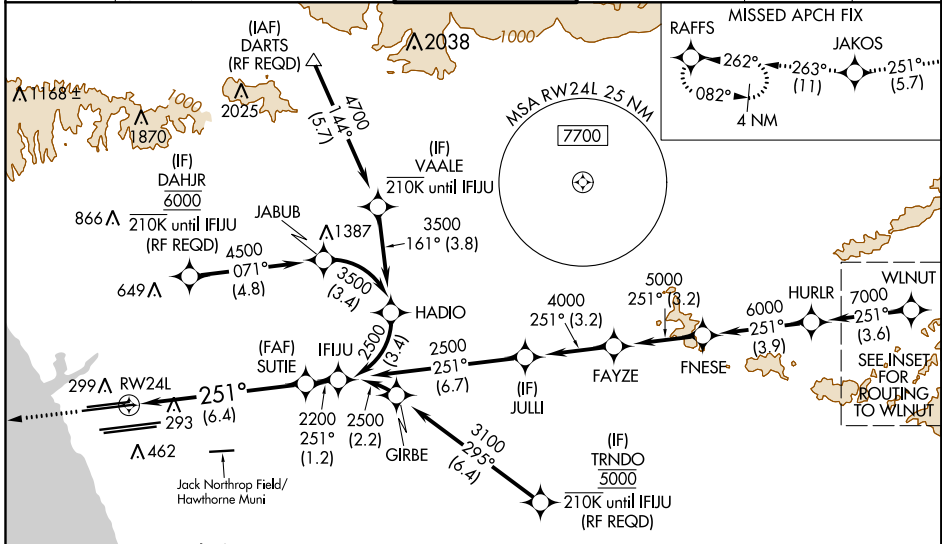 MISSED APCH FIX
RAFFS
JAKOS
262°
263°
(11)
251°
(5.7)
082°
4 NM
(IAF)
DARTS
(RF REQD)
2038
1000
1168 ±
1000
1870
2025
4700
144°
(5.7)
MSA RW24L 25 NM
7700
(IF)
VAALE
210K until IFIJU
(IF)
DAHJR
6000
210K until IFIJU
(RF REQD)
866
JABUB
1387
3500
161° (3.8)
649
4500
071°
(4.8)
3500
(3.4)
HADIO
2500
(3.4)
5000
251° (3.2)
4000
251° (3.2)
HURLR
6000
251°
(3.9)
WLNUT
7000
251°
(3.6)
SEE INSET
FOR
ROUTING
TO WLNUT
FNESE
FAYZE
(IF)
JULLI
2500
251°
(6.7)
(FAF)
SUTIE
IFIJU
299
RW24L
251°
(6.4)
293
462
2200
251°
(1.2)
2500
(2.2)
GIRBE
3100
295°
(6.4)
(IF)
TRNDO
5000
210K until IFIJU
(RF REQD)
Jack Northrop Field/
Hawthorne Muni